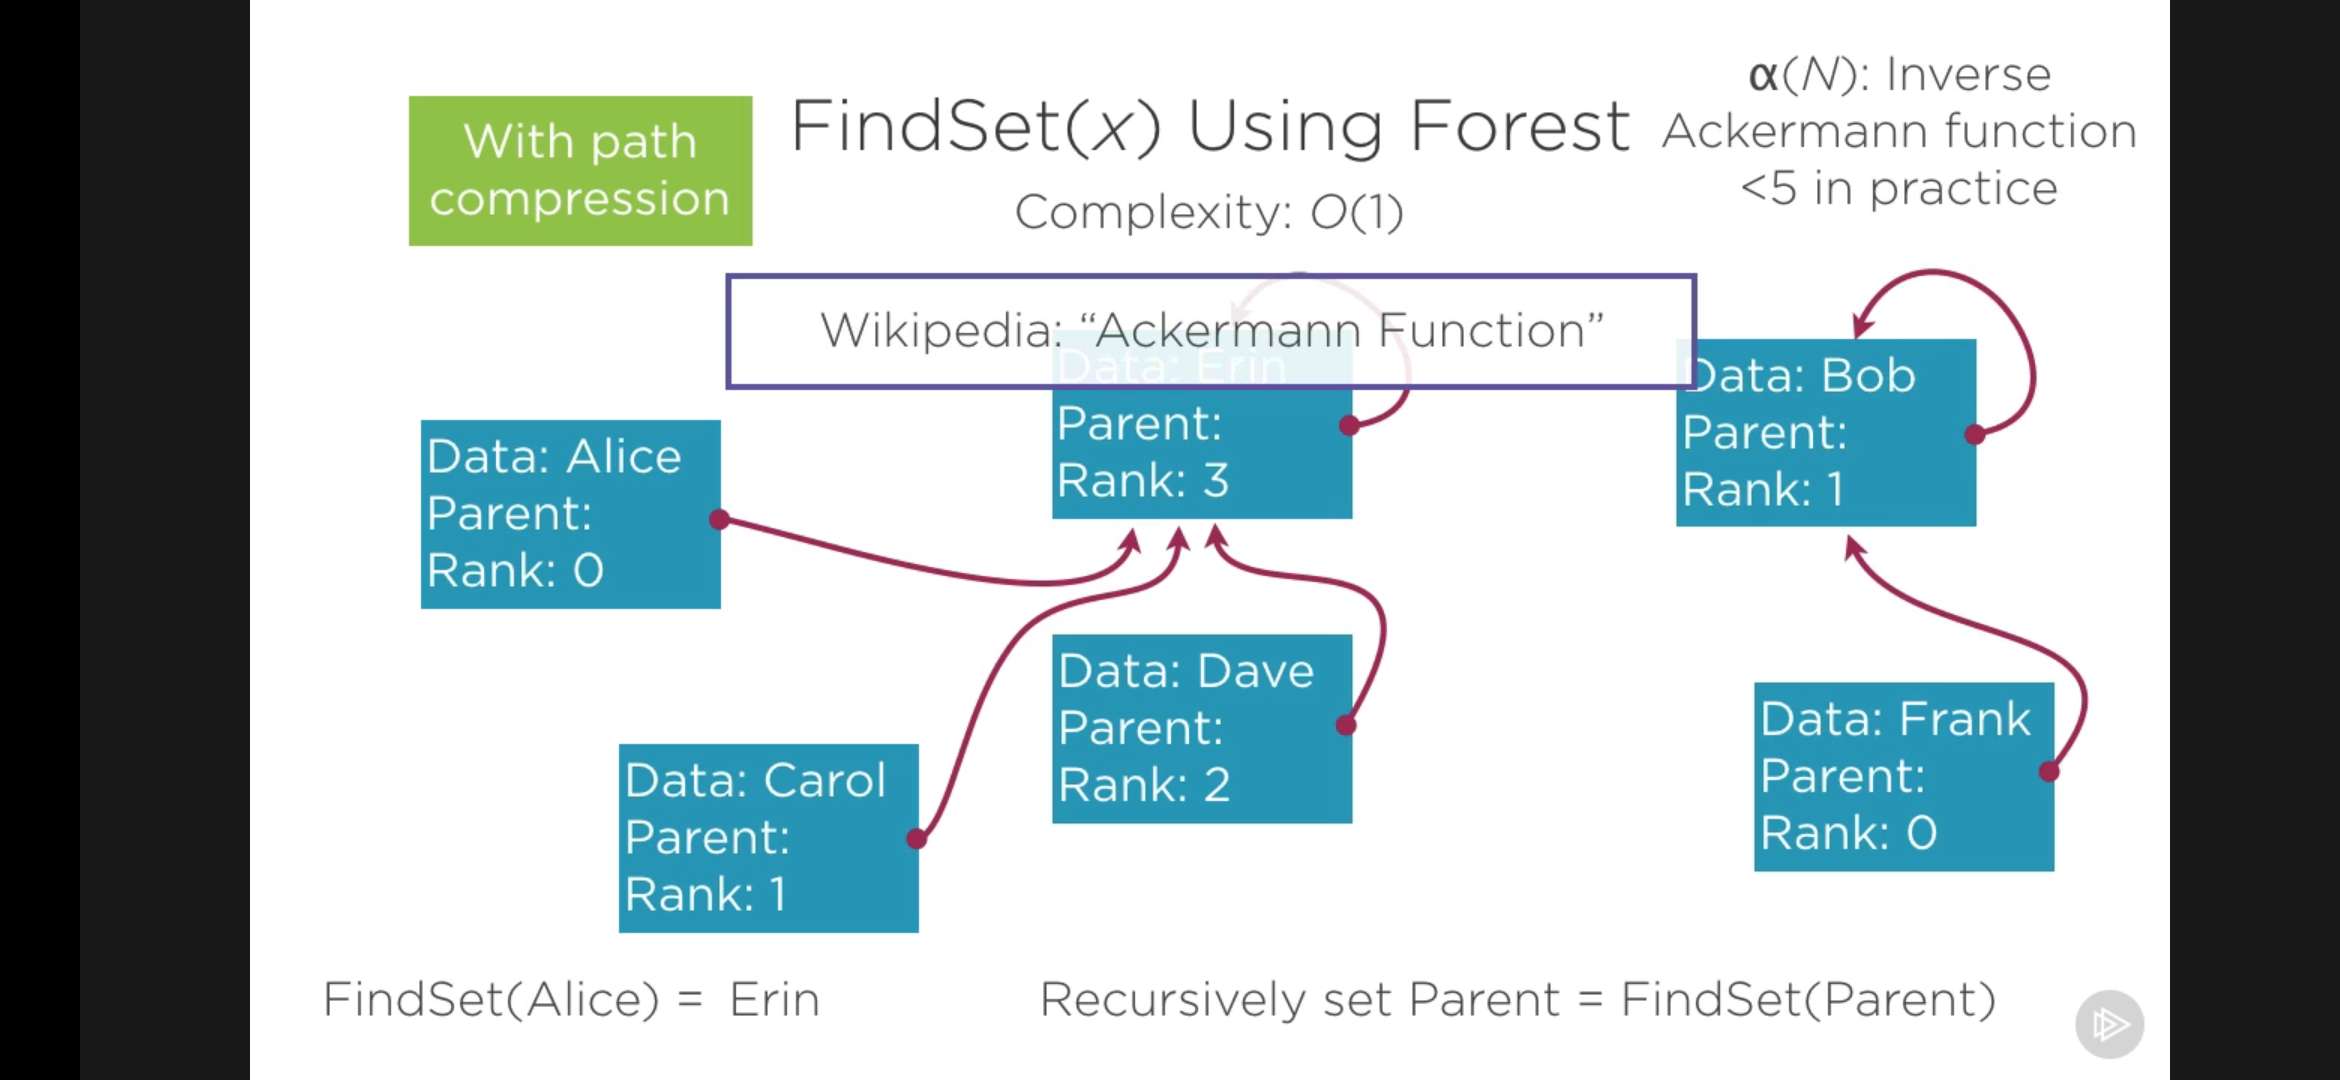 With path
compression
FindSet(x) Using Forest
Complexity: O(1)
α(N): Inverse
Ackermann function
<5 in practice
Wikipedia: “Ackermann Function”
Data: Alice
Parent:
Rank: 0
Data: Erin
Parent:
Rank: 3
Data: Bob
Parent:
Rank: 1
Data: Carol
Parent:
Rank: 1
Data: Dave
Parent:
Rank: 2
Data: Frank
Parent:
Rank: 0
FindSet(Alice) = Erin
Recursively set Parent = FindSet(Parent)